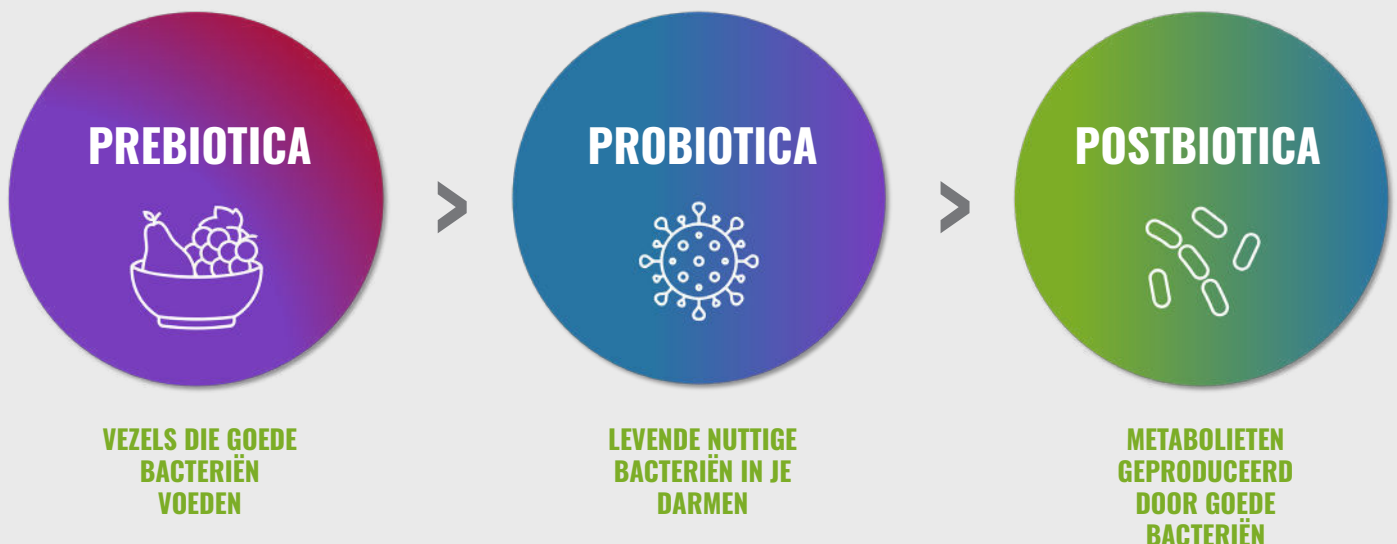 PREBIOTICA
>
PROBIOTICA
>
POSTBIOTICA
VEZELS DIE GOEDE
BACTERIËN
VOEDEN
LEVENDE NUTTIGE
BACTERIËN IN JE
DARMEN
METABOLIETEN
GEPRODUCEERD
DOOR GOEDE
BACTERIËN